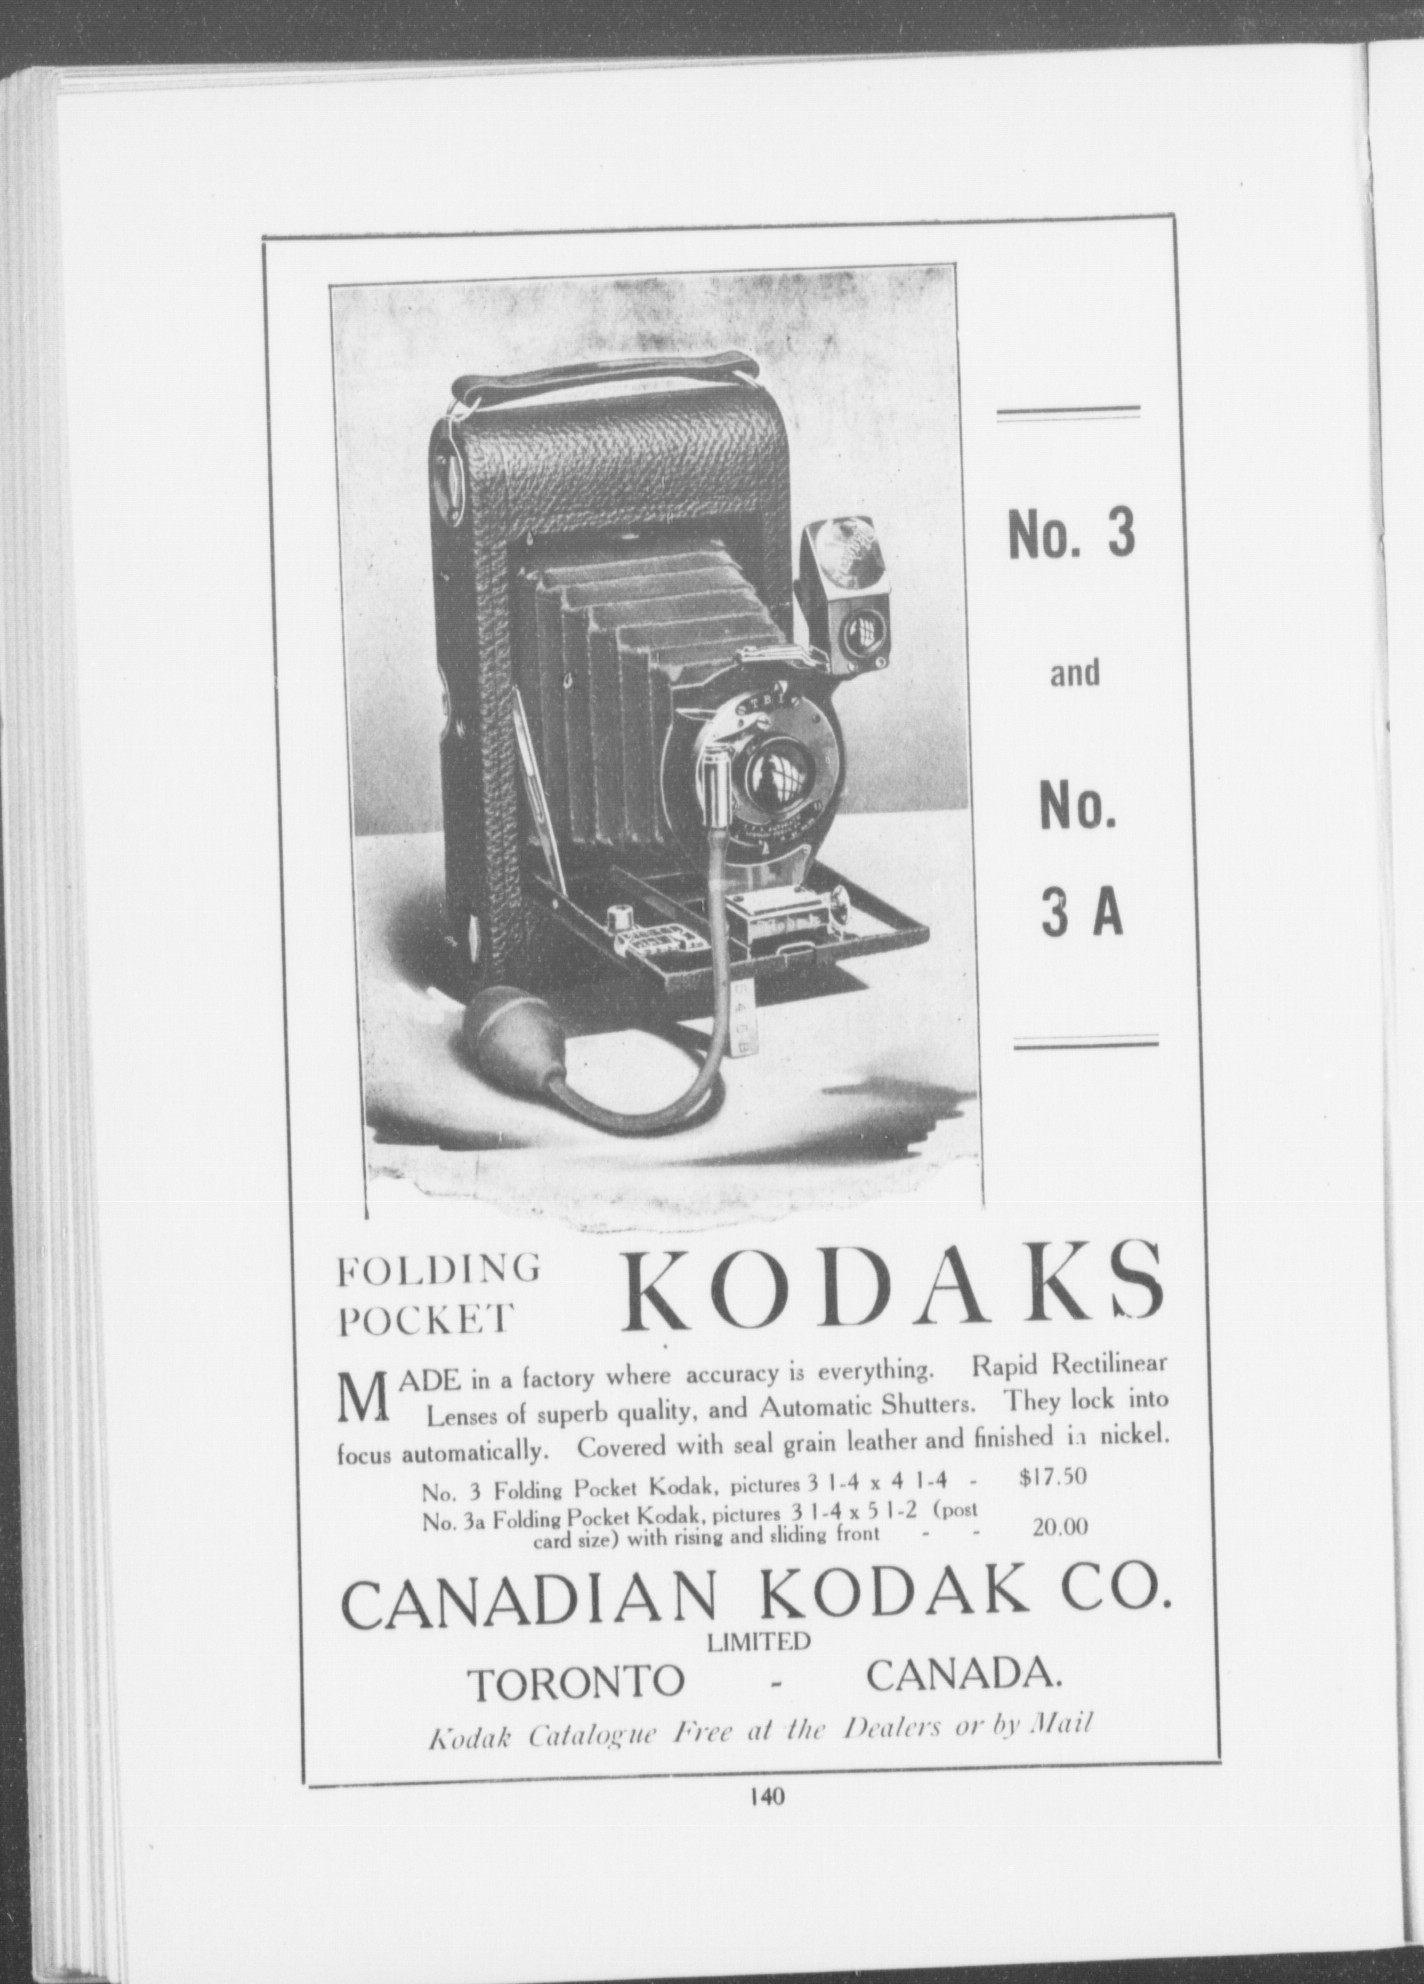 No. 3
and
No.
3 A
FOLDING
POCKET
KODAKS
MADE in a factory where accuracy is everything. Rapid Rectilinear
Lenses of superb quality, and Automatic Shutters. They lock into
focus automatically. Covered with seal grain leather and finished in nickel.
No. 3 Folding Pocket Kodak, pictures 3 1-4 x 4 1-4 - $17.50
No. 3a Folding Pocket Kodak, pictures 3 1-4 x 5 1-2 (post
card size) with rising and sliding front - - 20.00
CANADIAN KODAK CO.
LIMITED
TORONTO - CANADA.
Kodak Catalogue Free at the Dealers or by Mail
140